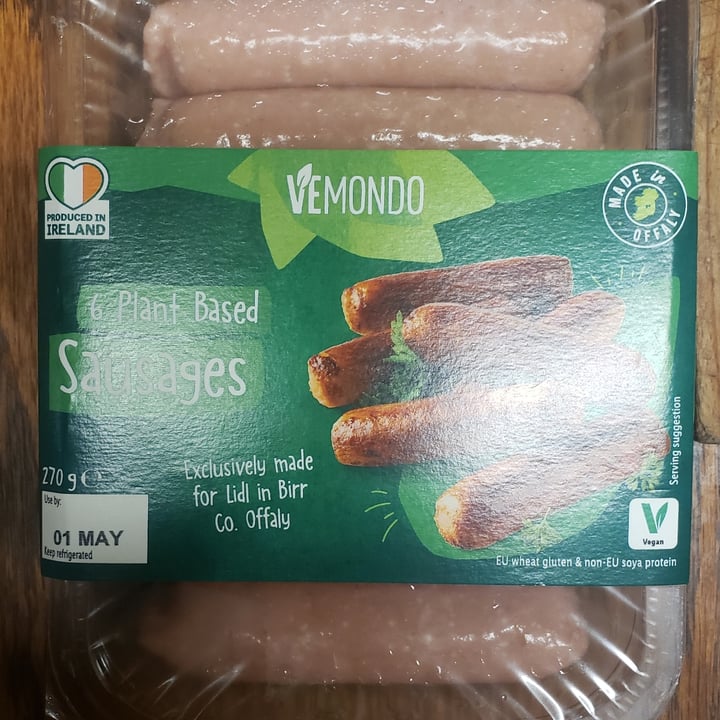 VEMONDO
PRODUCED IN
IRELAND
MADE in
OFFALY
6 Plant Based
Sausages
270 g ℮
Use by:
01 MAY
Keep refrigerated
Exclusively made
for Lidl in Birr
Co. Offaly
Serving suggestion
V
Vegan
EU wheat gluten & non-EU soya protein